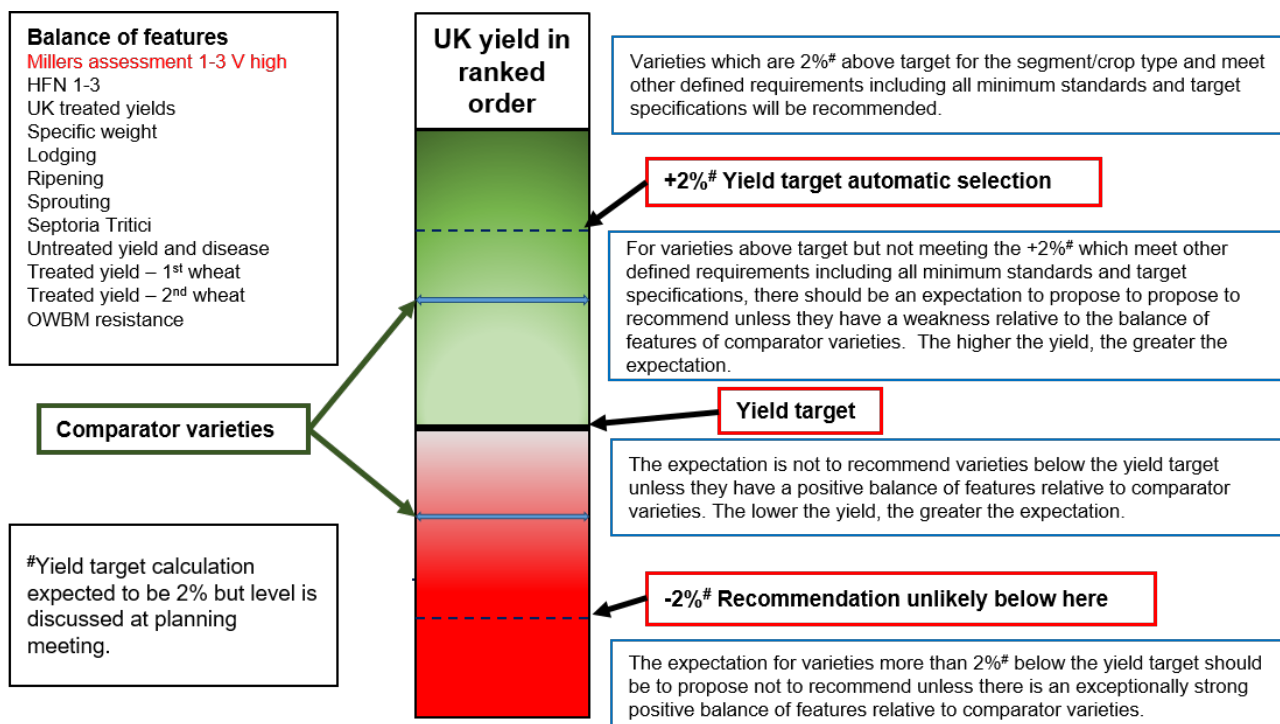 Balance of features
Millers assessment 1-3 V high
HFN 1-3
UK treated yields
Specific weight
Lodging
Ripening
Sprouting
Septoria Tritici
Untreated yield and disease
Treated yield – 1st wheat
Treated yield – 2nd wheat
OWBM resistance
Comparator varieties
#Yield target calculation
expected to be 2% but level is
discussed at planning
meeting.
UK yield in
ranked
order
Varieties which are 2%# above target for the segment/crop type and meet
other defined requirements including all minimum standards and target
specifications will be recommended.
+2%# Yield target automatic selection
For varieties above target but not meeting the +2%# which meet other
defined requirements including all minimum standards and target
specifications, there should be an expectation to propose to propose to
recommend unless they have a weakness relative to the balance of
features of comparator varieties.  The higher the yield, the greater the
expectation.
Yield target
The expectation is not to recommend varieties below the yield target
unless they have a positive balance of features relative to comparator
varieties. The lower the yield, the greater the expectation.
-2%# Recommendation unlikely below here
The expectation for varieties more than 2%# below the yield target should
be to propose not to recommend unless there is an exceptionally strong
positive balance of features relative to comparator varieties.